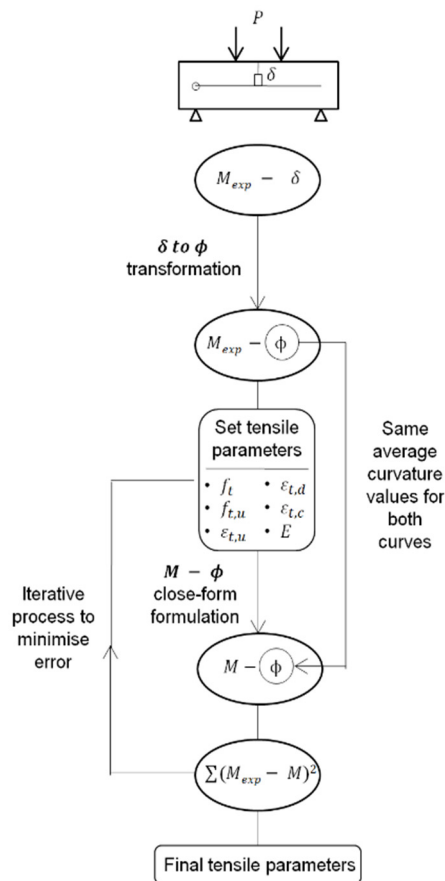 P
δ
M_exp − δ
δ to ϕ
transformation
M_exp − ϕ
Set tensile
parameters
• f_t • ε_t,d
• f_t,u • ε_t,c
• ε_t,u • E
Same
average
curvature
values for
both
curves
M − ϕ
close-form
formulation
Iterative
process to
minimise
error
M − ϕ
∑(M_exp − M)²
Final tensile parameters